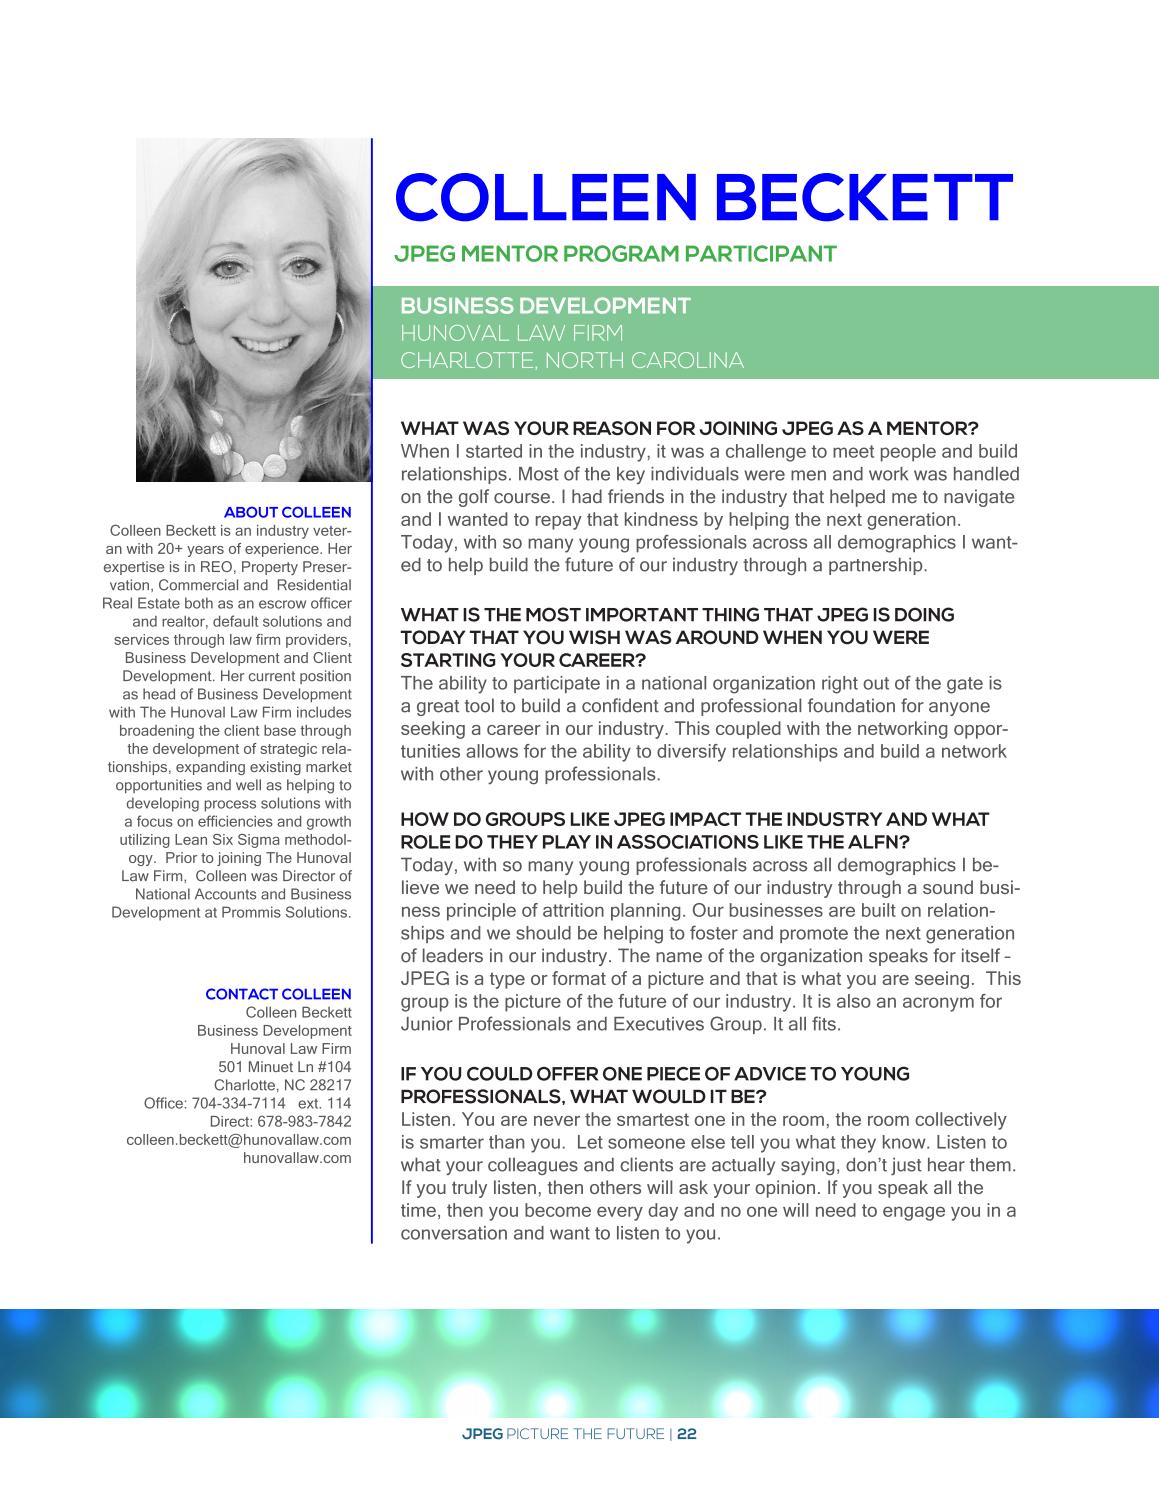 COLLEEN BECKETT
JPEG MENTOR PROGRAM PARTICIPANT
BUSINESS DEVELOPMENT
HUNOVAL LAW FIRM
CHARLOTTE, NORTH CAROLINA
ABOUT COLLEEN
Colleen Beckett is an industry veter-
an with 20+ years of experience. Her
expertise is in REO, Property Preser-
vation, Commercial and  Residential
Real Estate both as an escrow officer
and realtor, default solutions and
services through law firm providers,
Business Development and Client
Development. Her current position
as head of Business Development
with The Hunoval Law Firm includes
broadening the client base through
the development of strategic rela-
tionships, expanding existing market
opportunities and well as helping to
developing process solutions with
a focus on efficiencies and growth
utilizing Lean Six Sigma methodol-
ogy.  Prior to joining The Hunoval
Law Firm,  Colleen was Director of
National Accounts and Business
Development at Prommis Solutions.
CONTACT COLLEEN
Colleen Beckett
Business Development
Hunoval Law Firm
501 Minuet Ln #104
Charlotte, NC 28217
Office: 704-334-7114   ext. 114
Direct: 678-983-7842
colleen.beckett@hunovallaw.com
hunovallaw.com
WHAT WAS YOUR REASON FOR JOINING JPEG AS A MENTOR?
When I started in the industry, it was a challenge to meet people and build
relationships. Most of the key individuals were men and work was handled
on the golf course. I had friends in the industry that helped me to navigate
and I wanted to repay that kindness by helping the next generation.
Today, with so many young professionals across all demographics I want-
ed to help build the future of our industry through a partnership.
WHAT IS THE MOST IMPORTANT THING THAT JPEG IS DOING
TODAY THAT YOU WISH WAS AROUND WHEN YOU WERE
STARTING YOUR CAREER?
The ability to participate in a national organization right out of the gate is
a great tool to build a confident and professional foundation for anyone
seeking a career in our industry. This coupled with the networking oppor-
tunities allows for the ability to diversify relationships and build a network
with other young professionals.
HOW DO GROUPS LIKE JPEG IMPACT THE INDUSTRY AND WHAT
ROLE DO THEY PLAY IN ASSOCIATIONS LIKE THE ALFN?
Today, with so many young professionals across all demographics I be-
lieve we need to help build the future of our industry through a sound busi-
ness principle of attrition planning. Our businesses are built on relation-
ships and we should be helping to foster and promote the next generation
of leaders in our industry. The name of the organization speaks for itself –
JPEG is a type or format of a picture and that is what you are seeing.  This
group is the picture of the future of our industry. It is also an acronym for
Junior Professionals and Executives Group. It all fits.
IF YOU COULD OFFER ONE PIECE OF ADVICE TO YOUNG
PROFESSIONALS, WHAT WOULD IT BE?
Listen. You are never the smartest one in the room, the room collectively
is smarter than you.  Let someone else tell you what they know. Listen to
what your colleagues and clients are actually saying, don't just hear them.
If you truly listen, then others will ask your opinion. If you speak all the
time, then you become every day and no one will need to engage you in a
conversation and want to listen to you.
JPEG PICTURE THE FUTURE | 22